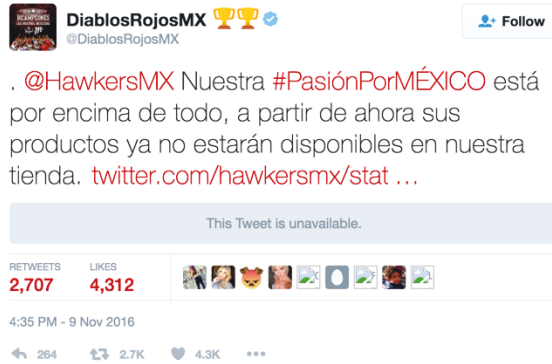 DiablosRojosMX
@DiablosRojosMX
Follow
. @HawkersMX Nuestra #PasiónPorMÉXICO está
por encima de todo, a partir de ahora sus
productos ya no estarán disponibles en nuestra
tienda. twitter.com/hawkersmx/stat ...
This Tweet is unavailable.
RETWEETS LIKES
2,707 4,312
4:35 PM - 9 Nov 2016
264 2.7K 4.3K